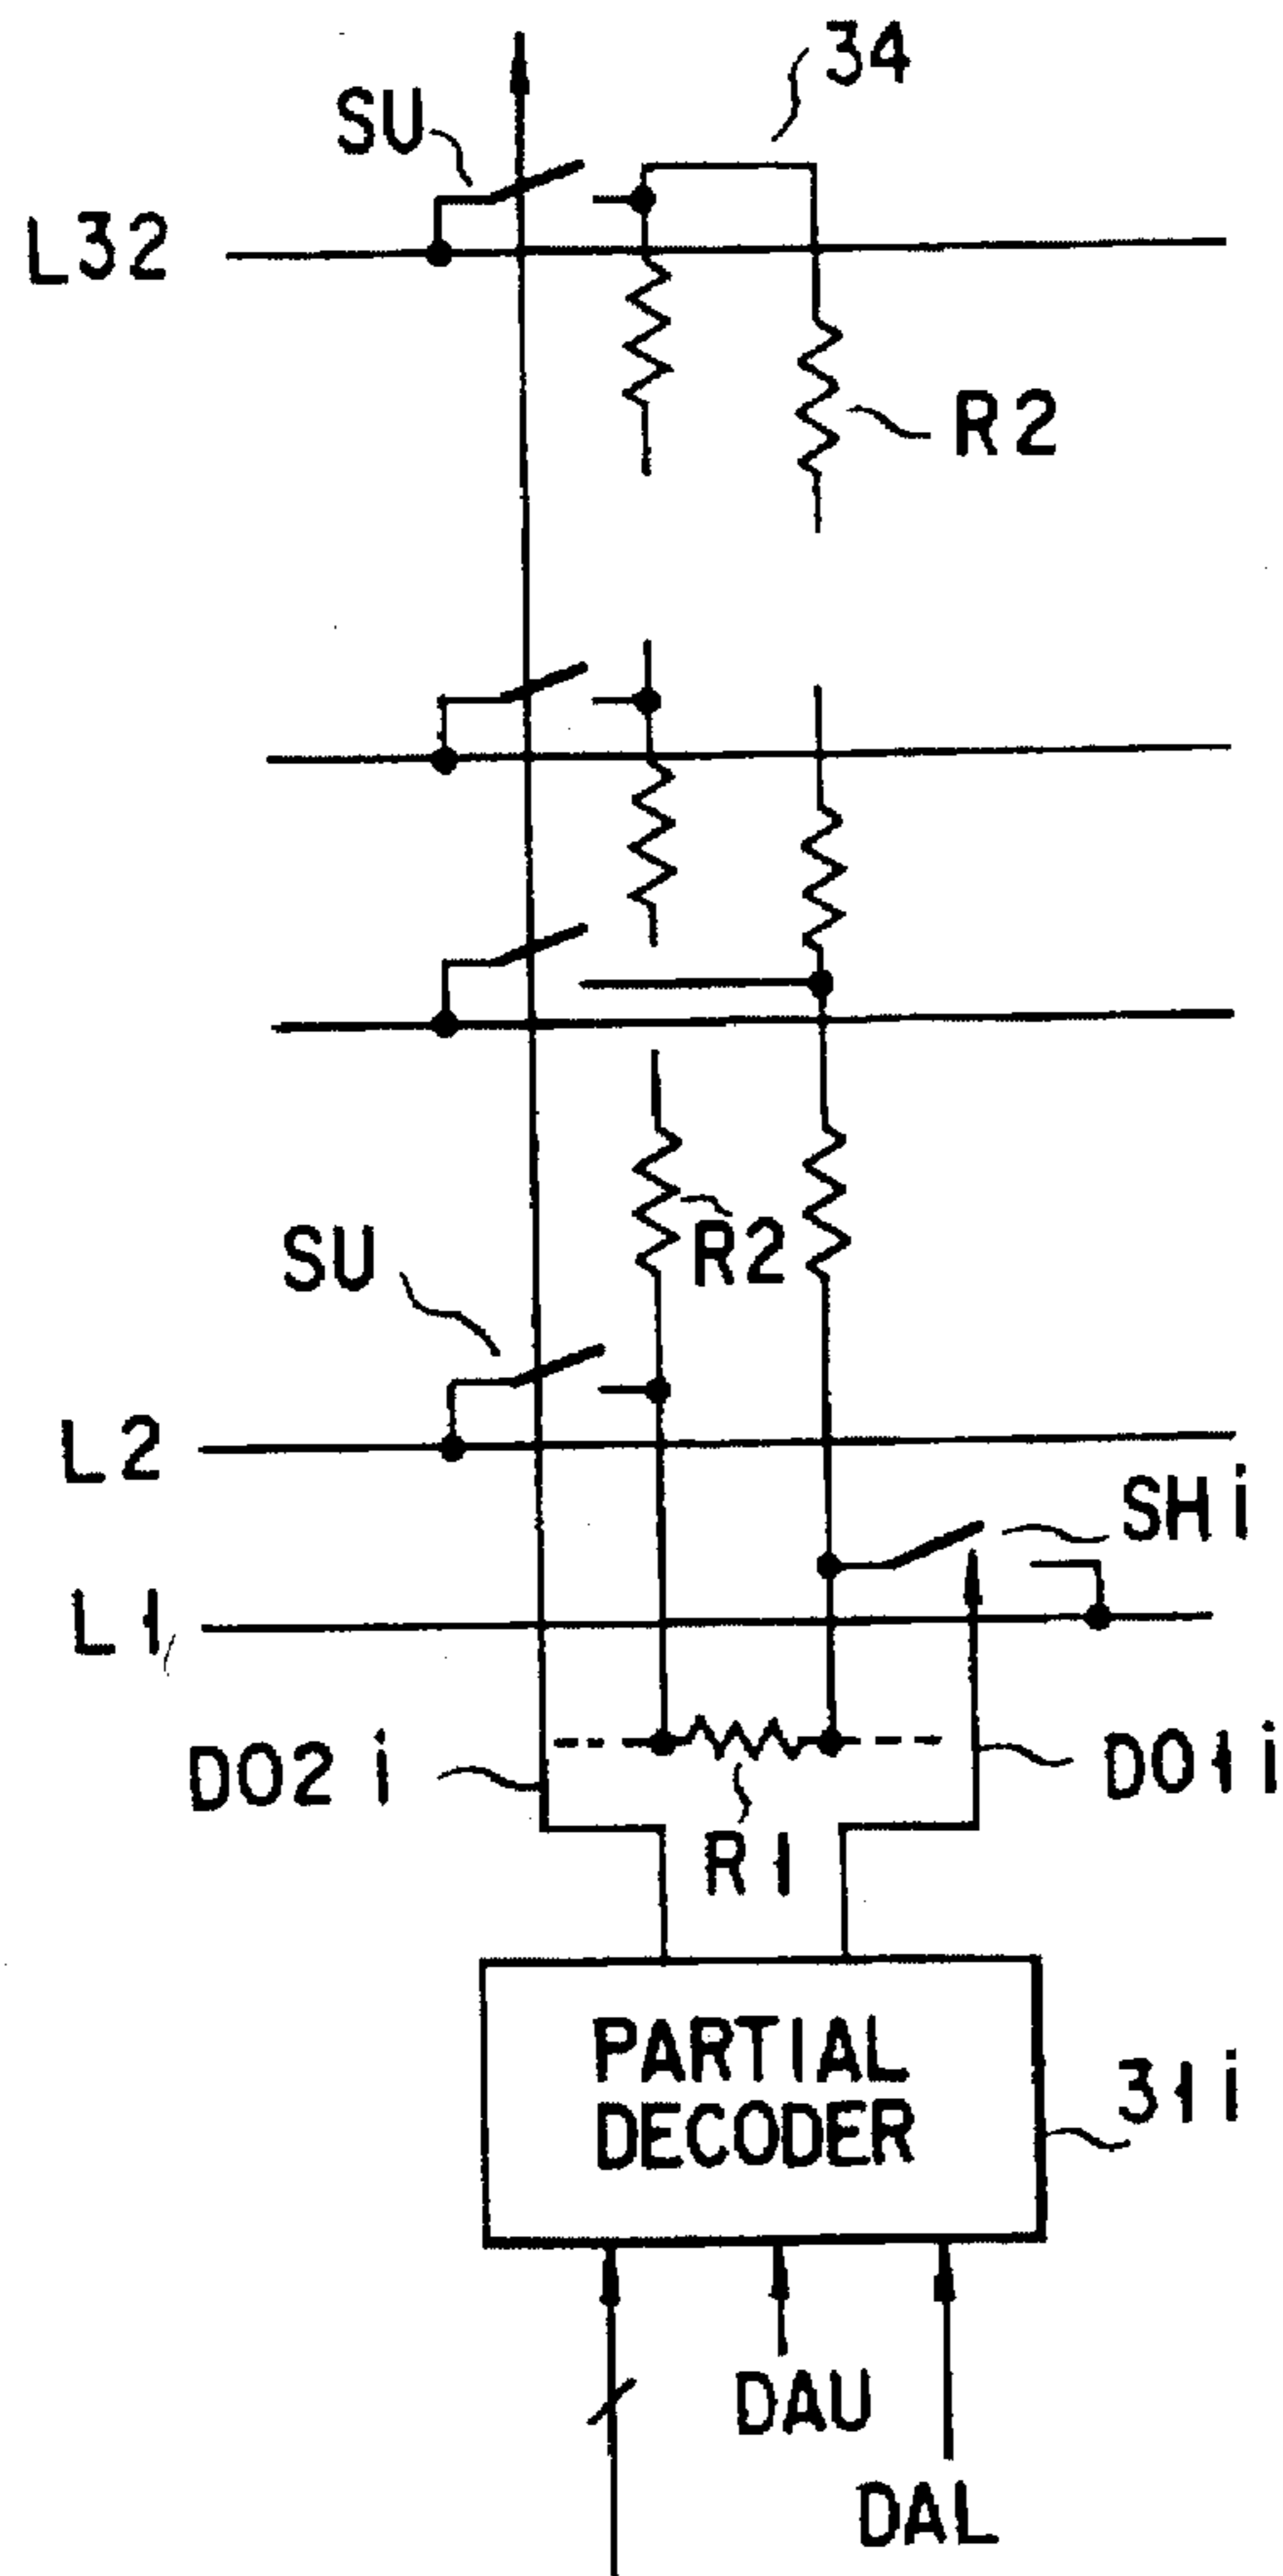 34
SU
L32
R2
R2
SU
L2
SHi
L1
DO2i
DO1i
R1
PARTIAL
DECODER
31i
DAU
DAL